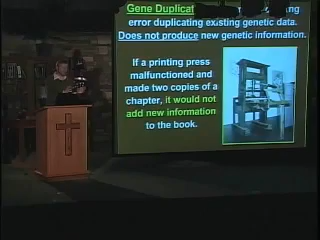 Gene Duplicat
error duplicating existing genetic data.
Does not produce new genetic information.
If a printing press
malfunctioned and
made two copies of a
chapter, it would not
add new information
to the book.